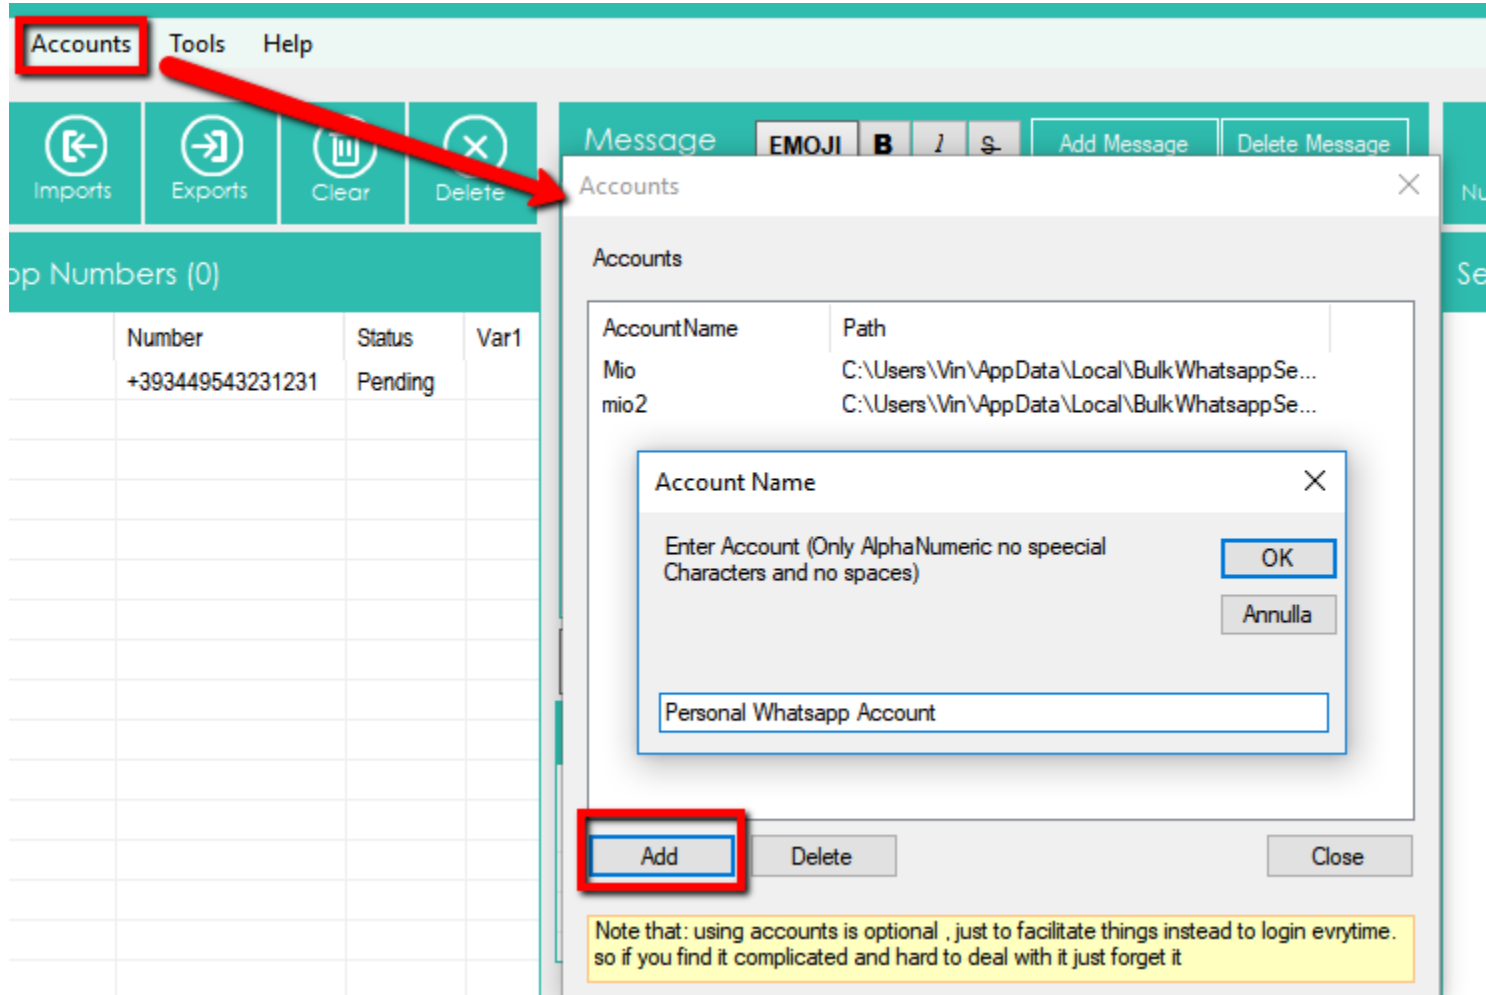 Accounts Tools Help
Imports Exports Clear Delete
Message EMOJI B I S Add Message Delete Message
Accounts
pp Numbers (0)
Accounts
Number Status Var1
+393449543231231 Pending
AccountName Path
Mio C:\Users\Vin\AppData\Local\BulkWhatsappSe...
mio2 C:\Users\Vin\AppData\Local\BulkWhatsappSe...
Account Name
Enter Account (Only AlphaNumeric no speecial
Characters and no spaces)
OK
Annulla
Personal Whatsapp Account
Add Delete Close
Note that: using accounts is optional , just to facilitate things instead to login evrytime.
so if you find it complicated and hard to deal with it just forget it